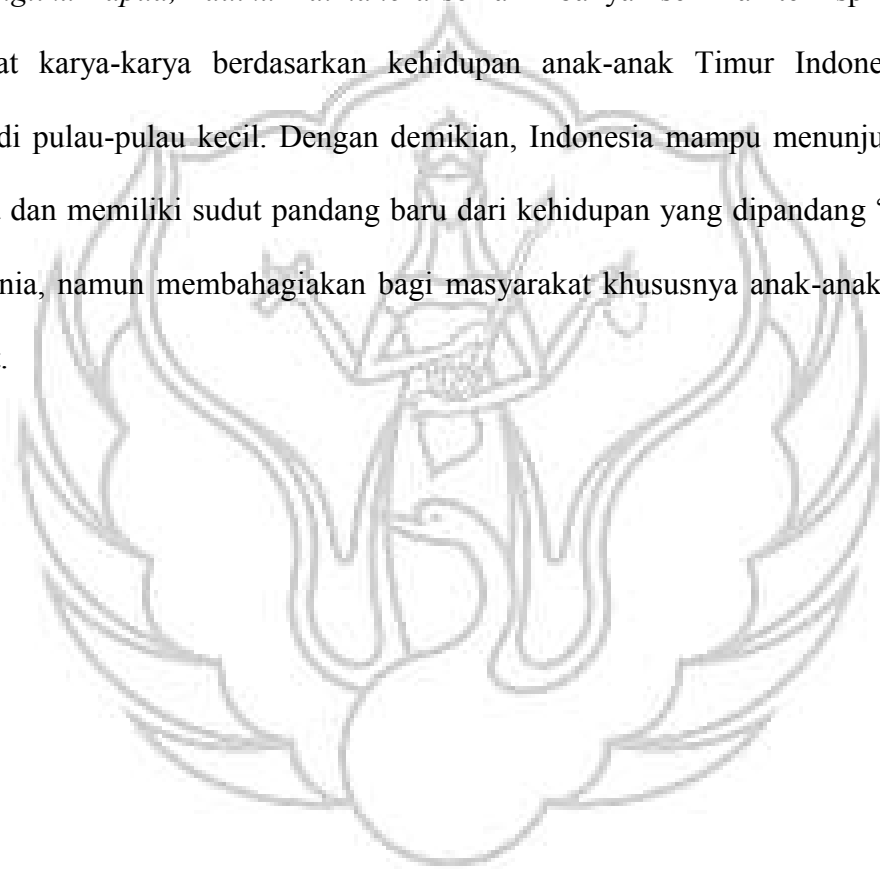 at karya-karya berdasarkan kehidupan anak-anak Timur Indone
di pulau-pulau kecil. Dengan demikian, Indonesia mampu menunju
dan memiliki sudut pandang baru dari kehidupan yang dipandang “
nia, namun membahagiakan bagi masyarakat khususnya anak-anak
.